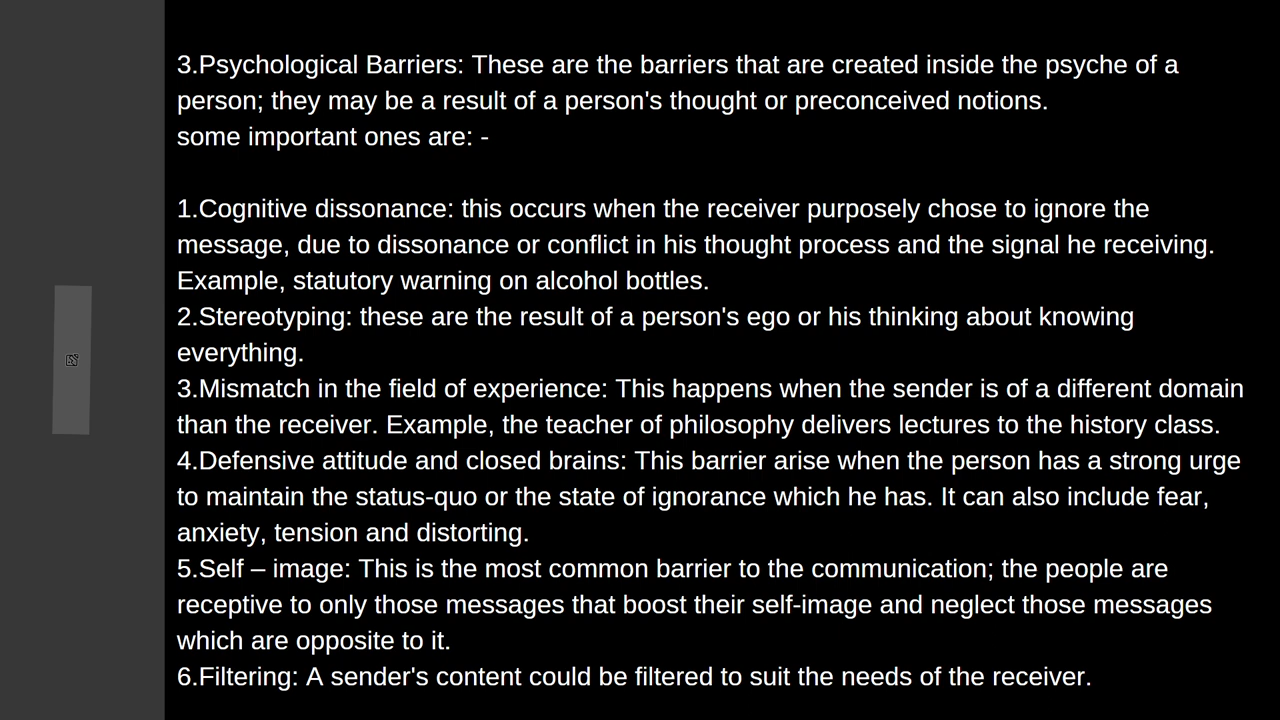 3.Psychological Barriers: These are the barriers that are created inside the psyche of a
person; they may be a result of a person's thought or preconceived notions.
some important ones are: -
1.Cognitive dissonance: this occurs when the receiver purposely chose to ignore the
message, due to dissonance or conflict in his thought process and the signal he receiving.
Example, statutory warning on alcohol bottles.
2.Stereotyping: these are the result of a person's ego or his thinking about knowing
everything.
3.Mismatch in the field of experience: This happens when the sender is of a different domain
than the receiver. Example, the teacher of philosophy delivers lectures to the history class.
4.Defensive attitude and closed brains: This barrier arise when the person has a strong urge
to maintain the status-quo or the state of ignorance which he has. It can also include fear,
anxiety, tension and distorting.
5.Self – image: This is the most common barrier to the communication; the people are
receptive to only those messages that boost their self-image and neglect those messages
which are opposite to it.
6.Filtering: A sender's content could be filtered to suit the needs of the receiver.